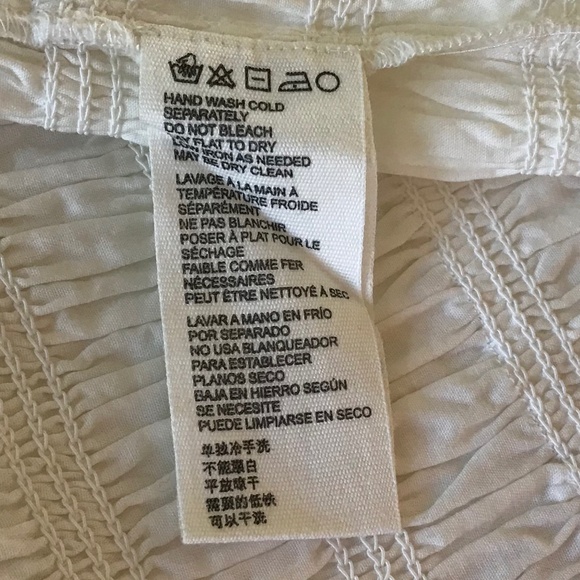 HAND WASH COLD
SEPARATELY
DO NOT BLEACH
LAY FLAT TO DRY
IRON AS NEEDED
MAY BE DRY CLEAN
LAVAGE A LA MAIN À
TEMPÉRATURE FROIDE
SÉPARÉMENT
NE PAS BLANCHIR
POSER À PLAT POUR LE
SÉCHAGE
FAIBLE COMME FER
NÉCESSAIRES
PEUT ÊTRE NETTOYÉ A SEC
LAVAR A MANO EN FRÍO
POR SEPARADO
NO USA BLANQUEADOR
PARA ESTABLECER
PLANOS SECO
BAJA EN HIERRO SEGÚN
SE NECESITE
PUEDE LIMPIARSE EN SECO
单独冷手洗
不能漂白
平放晾干
需要的低铁
可以干洗